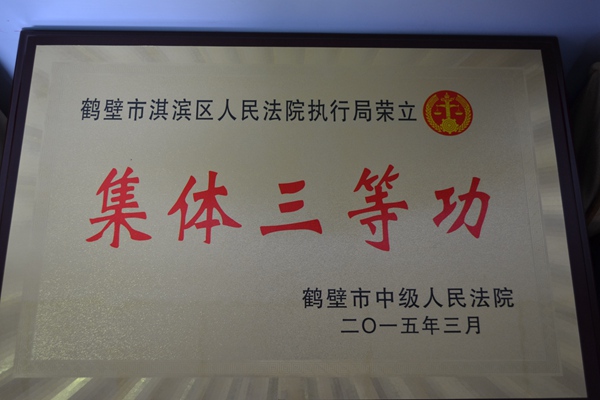 鹤壁市淇滨区人民法院执行局荣立
集体三等功
鹤壁市中级人民法院
二〇一五年三月